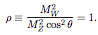 ρ ≡ M_W^2 / M_Z^2 cos^2 θ = 1.